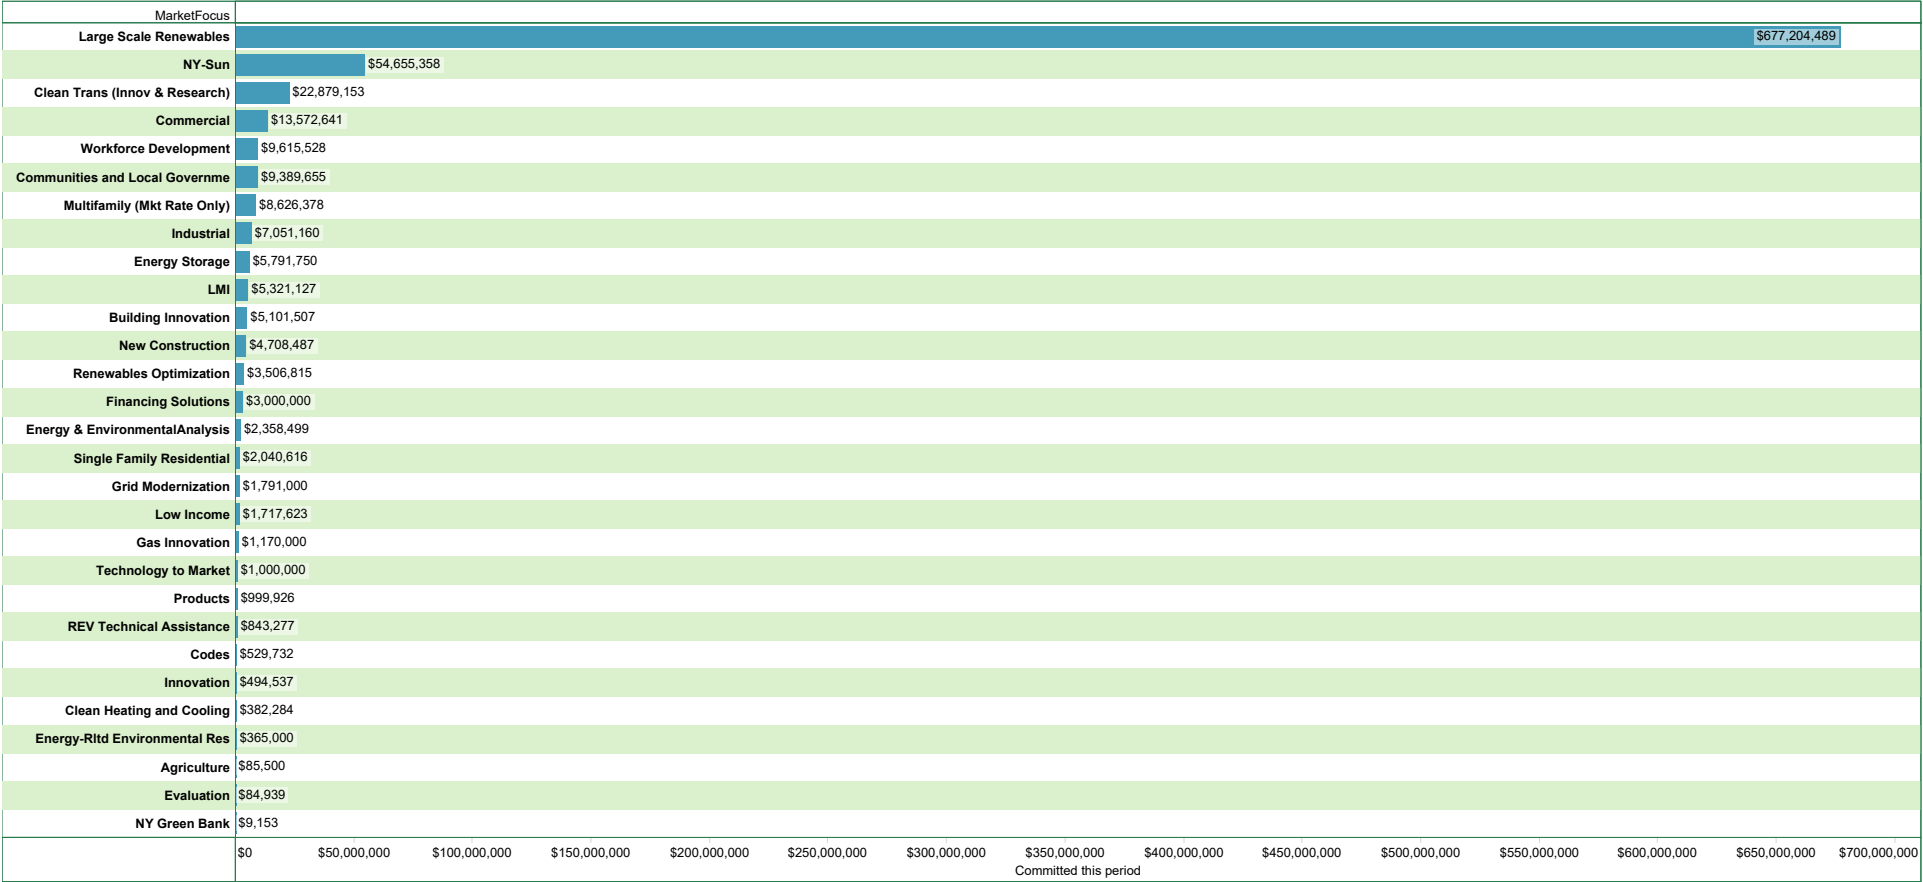 MarketFocus
Large Scale Renewables $677,204,489
NY-Sun $54,655,358
Clean Trans (Innov & Research) $22,879,153
Commercial $13,572,641
Workforce Development $9,615,528
Communities and Local Governme $9,389,655
Multifamily (Mkt Rate Only) $8,626,378
Industrial $7,051,160
Energy Storage $5,791,750
LMI $5,321,127
Building Innovation $5,101,507
New Construction $4,708,487
Renewables Optimization $3,506,815
Financing Solutions $3,000,000
Energy & EnvironmentalAnalysis $2,358,499
Single Family Residential $2,040,616
Grid Modernization $1,791,000
Low Income $1,717,623
Gas Innovation $1,170,000
Technology to Market $1,000,000
Products $999,926
REV Technical Assistance $843,277
Codes $529,732
Innovation $494,537
Clean Heating and Cooling $382,284
Energy-Rltd Environmental Res $365,000
Agriculture $85,500
Evaluation $84,939
NY Green Bank $9,153
$0 $50,000,000 $100,000,000 $150,000,000 $200,000,000 $250,000,000 $300,000,000 $350,000,000 $400,000,000 $450,000,000 $500,000,000 $550,000,000 $600,000,000 $650,000,000 $700,000,000
Committed this period